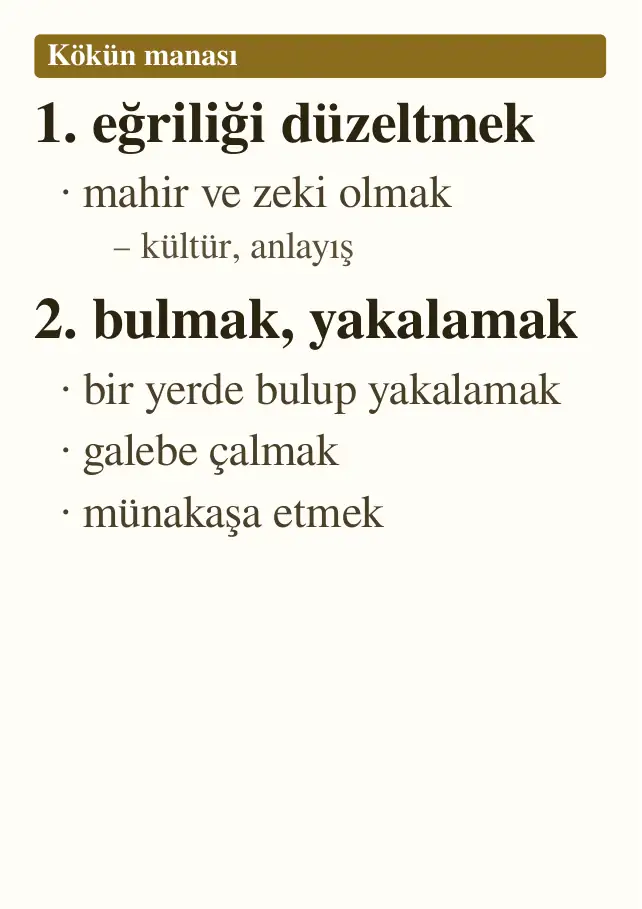 Kökün manası
1. eğriliği düzeltmek
· mahir ve zeki olmak
– kültür, anlayış
2. bulmak, yakalamak
· bir yerde bulup yakalamak
· galebe çalmak
· münakaşa etmek